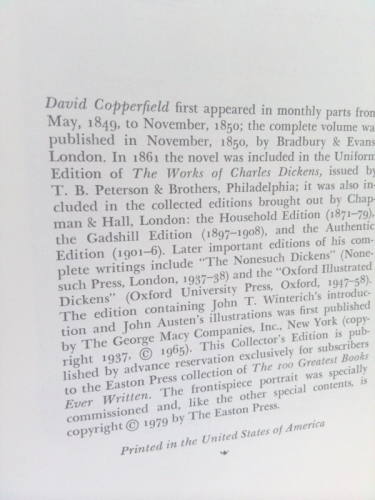 David Copperfield first appeared in monthly parts from
May, 1849, to November, 1850; the complete volume was
published in November, 1850, by Bradbury & Evans
London. In 1861 the novel was included in the Uniform
Edition of The Works of Charles Dickens, issued by
T. B. Peterson & Brothers, Philadelphia; it was also in-
cluded in the collected editions brought out by Chap-
man & Hall, London: the Household Edition (1871-79),
the Gadshill Edition (1897-1908), and the Authentic
Edition (1901-6). Later important editions of his com-
plete writings include "The Nonesuch Dickens" (None-
such Press, London, 1937-38) and the "Oxford Illustrated
Dickens" (Oxford University Press, Oxford, 1947-58).
The edition containing John T. Winterich's introduc-
tion and John Austen's illustrations was first published
by The George Macy Companies, Inc., New York (copy-
right 1937, © 1965). This Collector's Edition is pub-
lished by advance reservation exclusively for subscribers
to the Easton Press collection of The 100 Greatest Books
Ever Written. The frontispiece portrait was specially
commissioned and, like the other special contents, is
copyright © 1979 by The Easton Press.
Printed in the United States of America